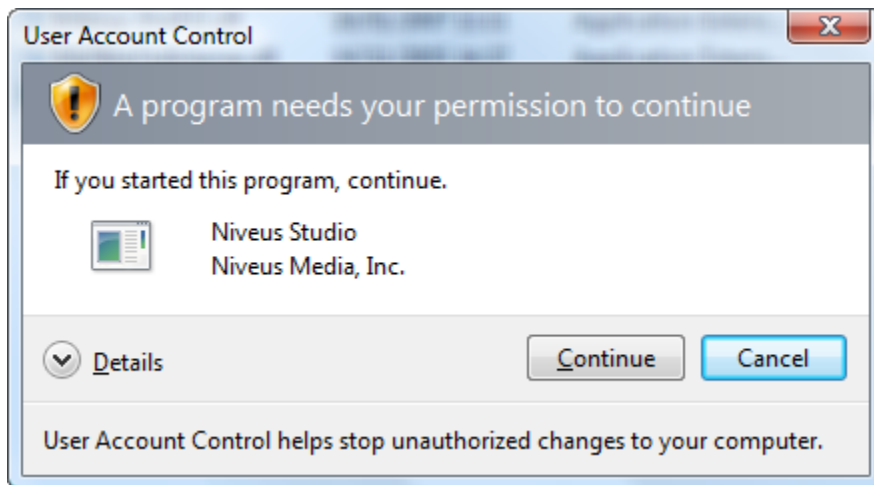 User Account Control
A program needs your permission to continue
If you started this program, continue.
Niveus Studio
Niveus Media, Inc.
Details
Continue
Cancel
User Account Control helps stop unauthorized changes to your computer.